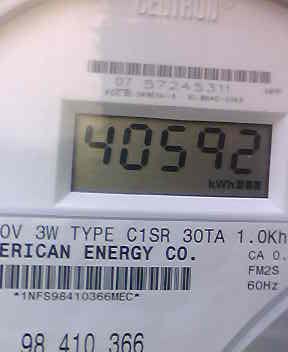 CENTRON
07 57245311
40592
kWh
0V 3W TYPE C1SR 30TA 1.0Kh
ERICAN ENERGY CO.
CA 0.
FM2S
60Hz
*1NFS98410366MEC*
98 410 366